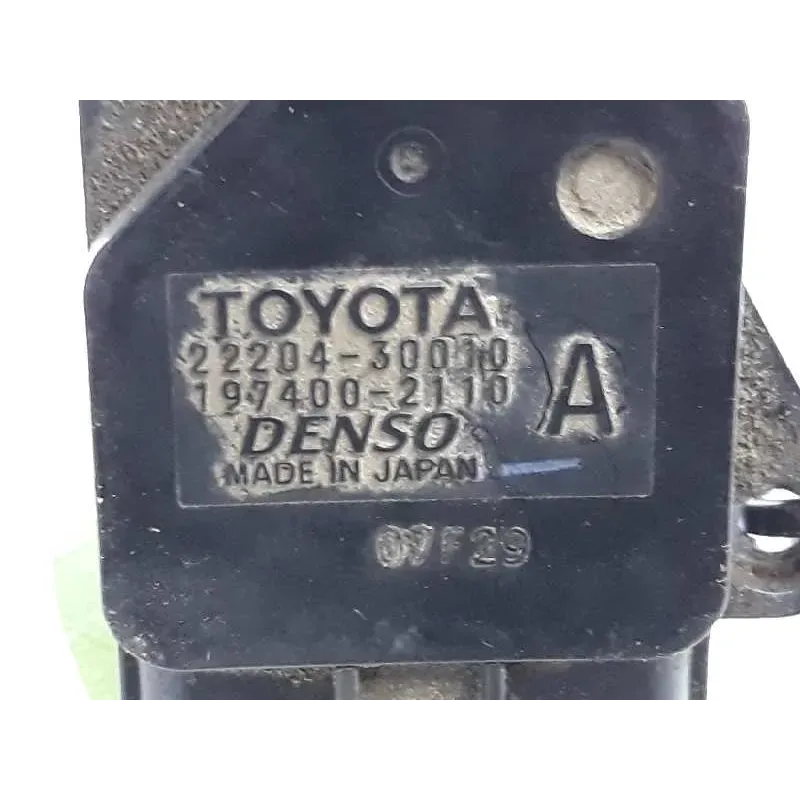 TOYOTA
22204-30010
197400-2110
A
DENSO
MADE IN JAPAN
07F29